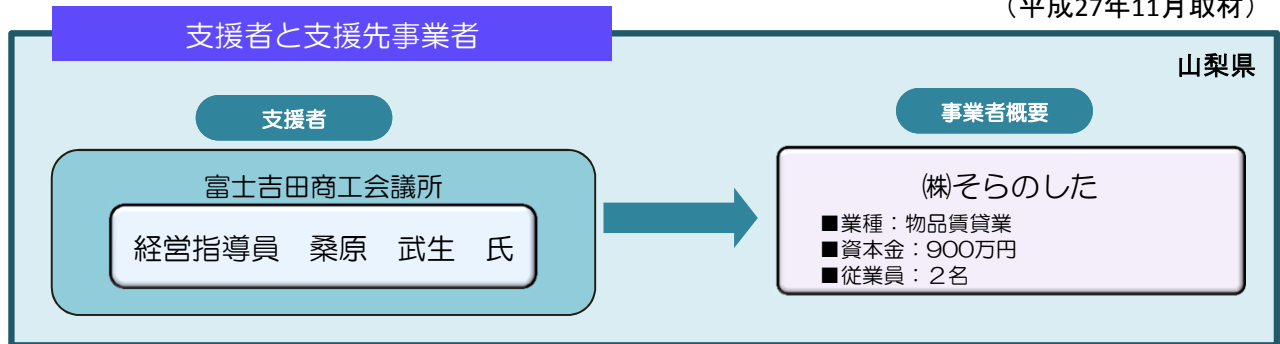 （平成27年11月取材）
支援者と支援先事業者
山梨県
支援者
事業者概要
富士吉田商工会議所
経営指導員　桑原　武生　氏
㈱そらのした
■業種：物品賃貸業
■資本金：900万円
■従業員：２名